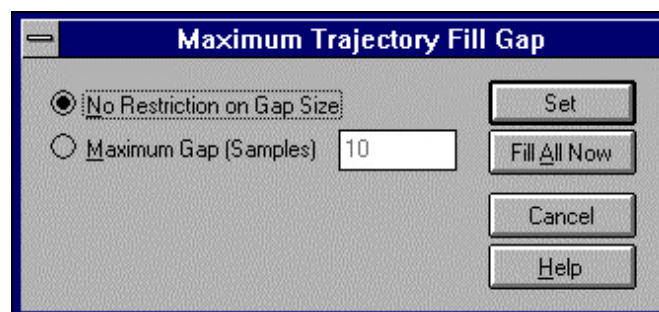 Maximum Trajectory Fill Gap
No Restriction on Gap Size
Set
Maximum Gap (Samples) 10
Fill All Now
Cancel
Help